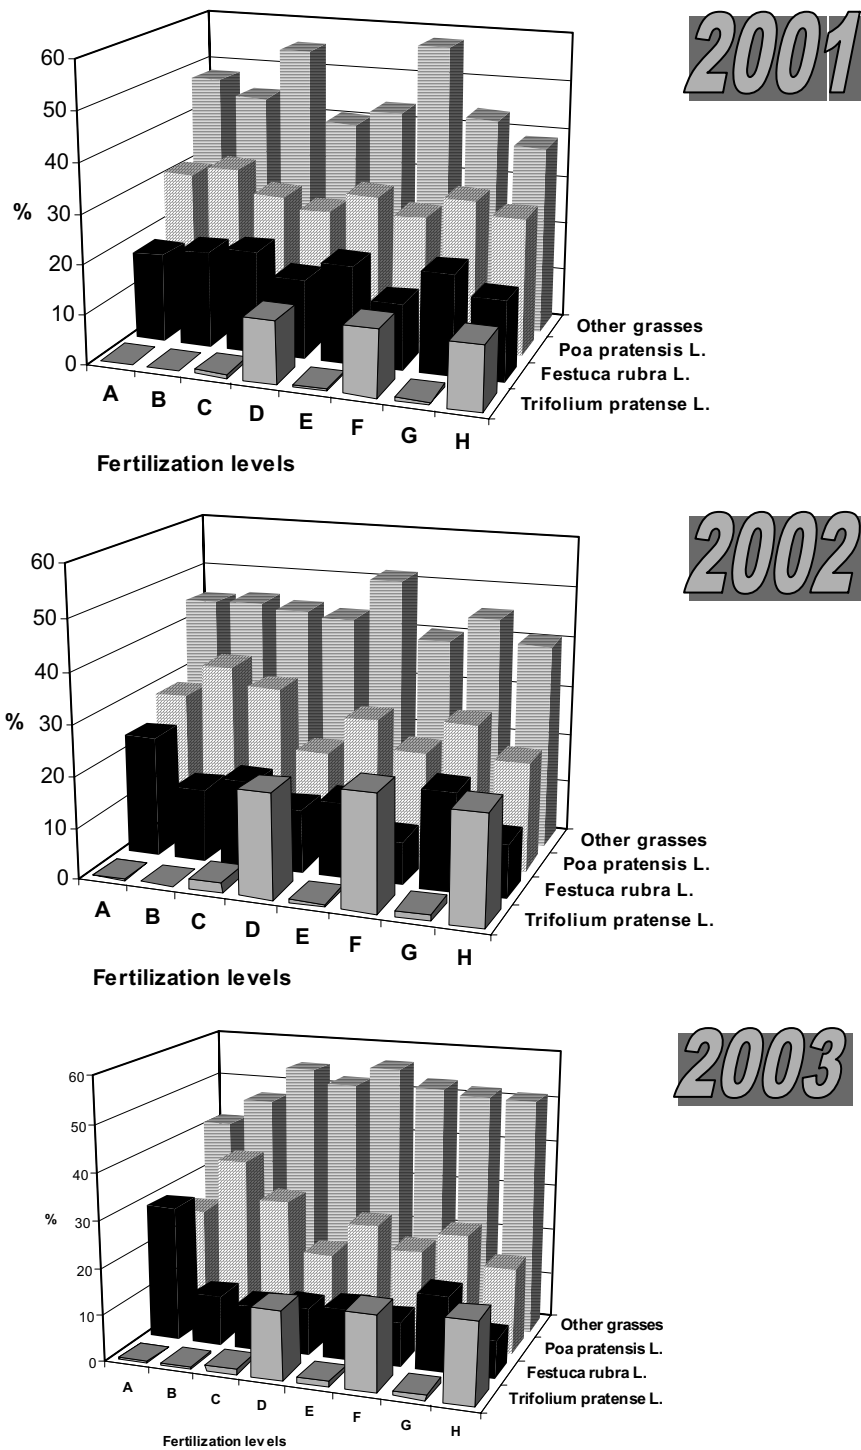 2001
60
50
40
% 30
20
10
0
A B C D E F G H
Other grasses
Poa pratensis L.
Festuca rubra L.
Trifolium pratense L.
Fertilization levels
2002
60
50
40
% 30
20
10
0
A B C D E F G H
Other grasses
Poa pratensis L.
Festuca rubra L.
Trifolium pratense L.
Fertilization levels
2003
60
50
40
% 30
20
10
0
A B C D E F G H
Other grasses
Poa pratensis L.
Festuca rubra L.
Trifolium pratense L.
Fertilization levels